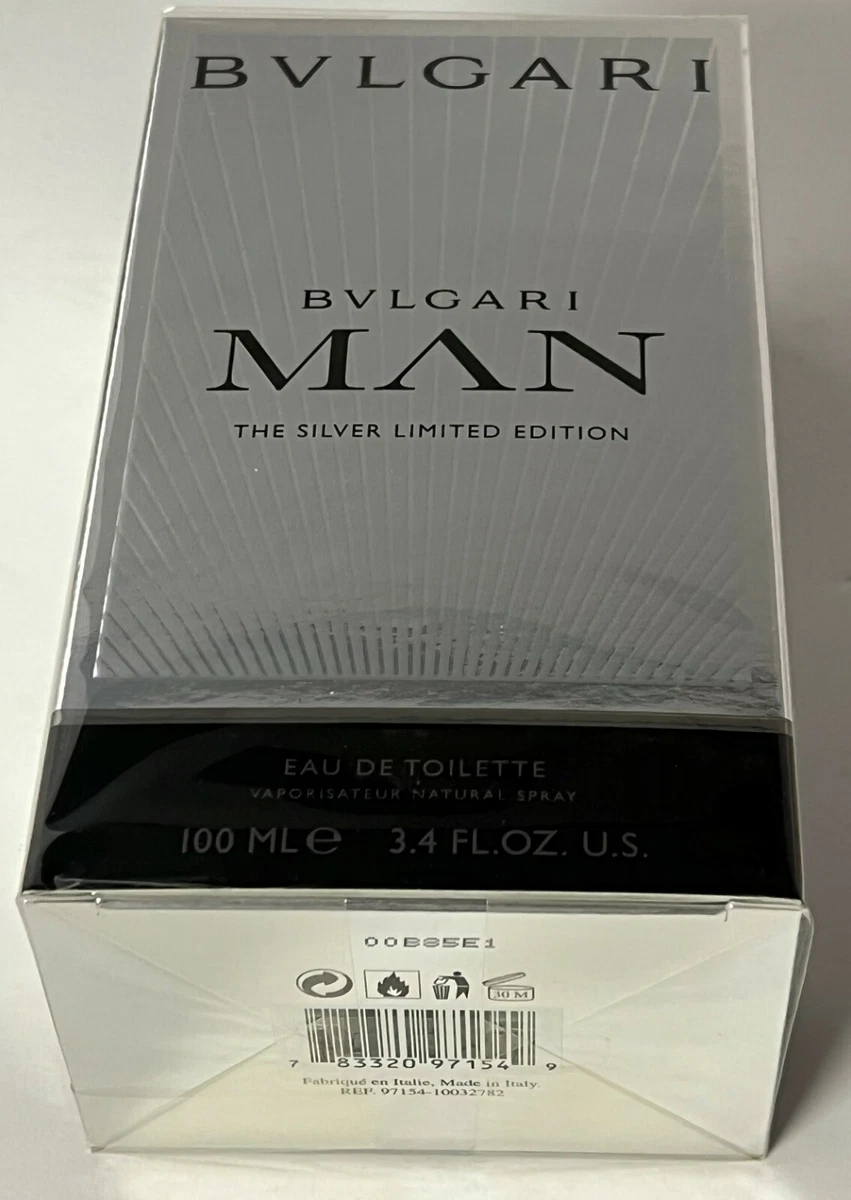 BVLGARI
BVLGARI
MAN
THE SILVER LIMITED EDITION
EAU DE TOILETTE
VAPORISATEUR NATURAL SPRAY
100 ML℮ 3.4 FL.OZ. U.S.
00B85E1
30 M
7 83320 97154 9
Fabriqué en Italie, Made in Italy.
REF. 97154-10032782